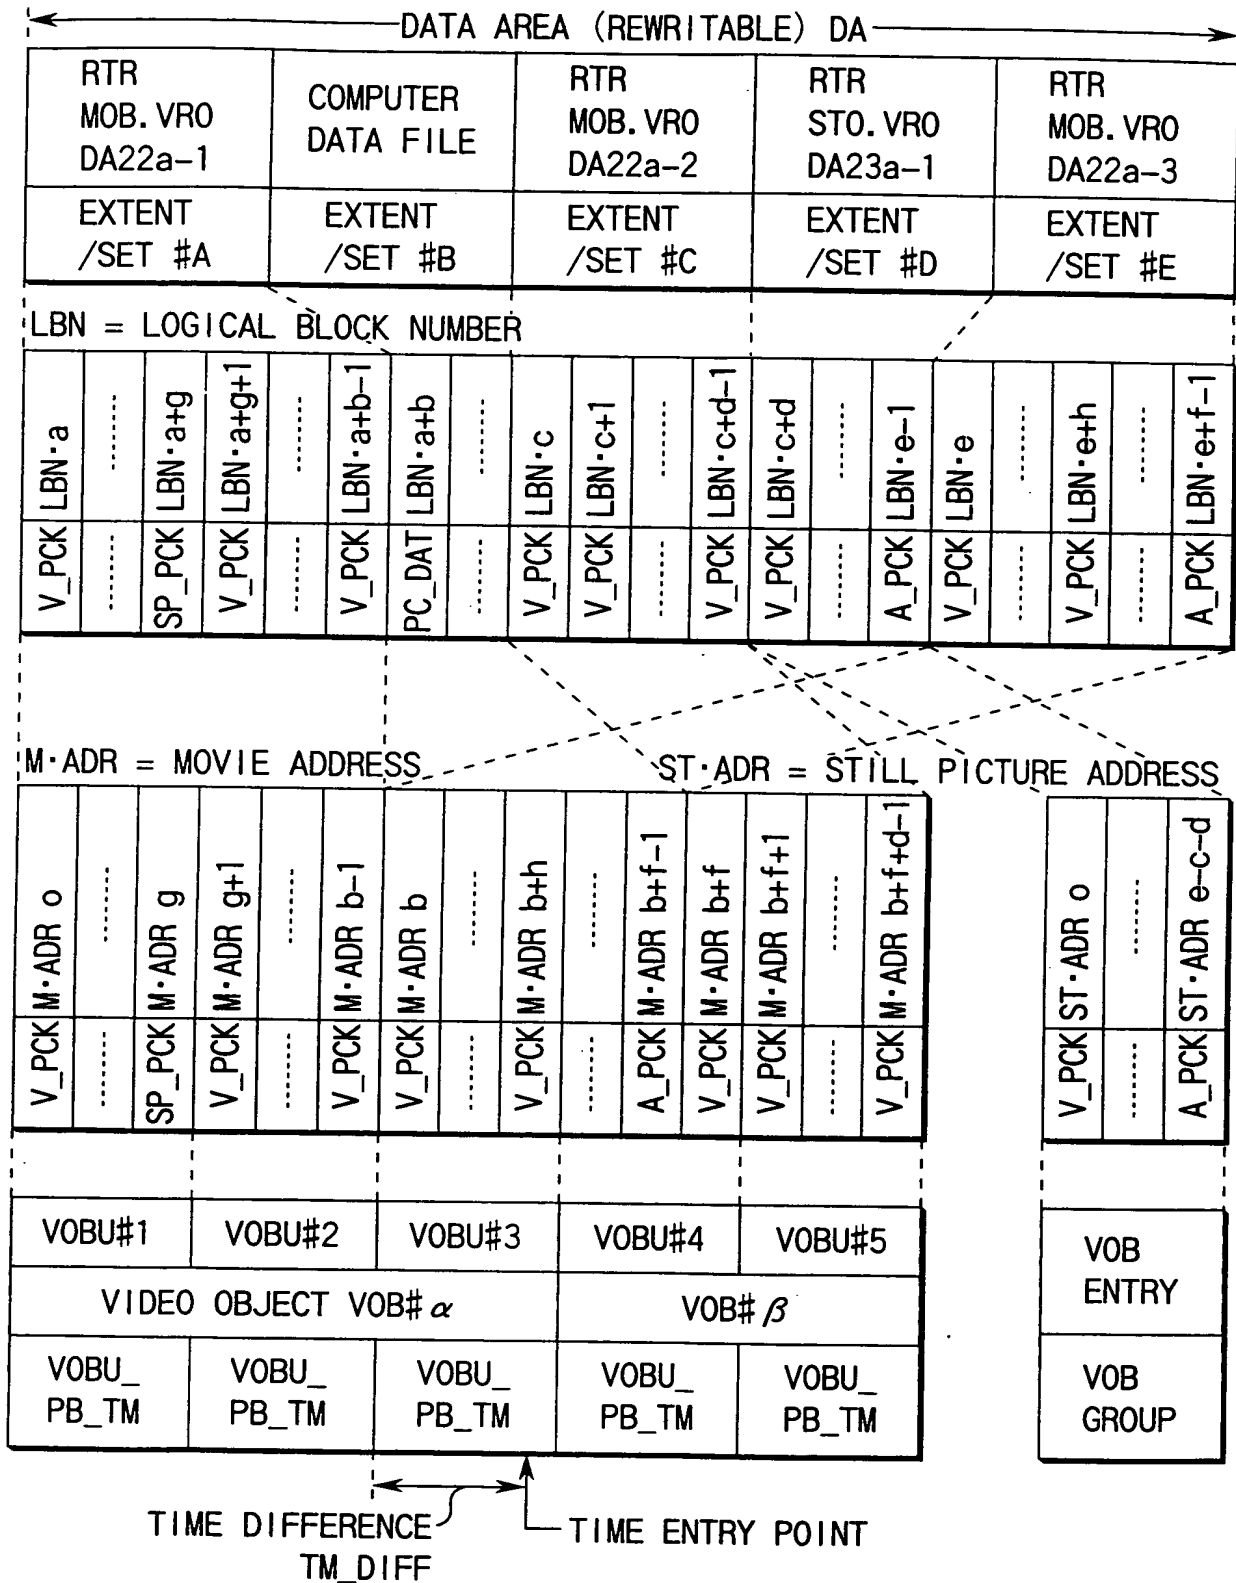 DATA AREA (REWRITABLE) DA
RTR
MOB.VRO
DA22a-1
COMPUTER
DATA FILE
RTR
MOB.VRO
DA22a-2
RTR
STO.VRO
DA23a-1
RTR
MOB.VRO
DA22a-3
EXTENT
/SET #A
EXTENT
/SET #B
EXTENT
/SET #C
EXTENT
/SET #D
EXTENT
/SET #E
LBN = LOGICAL BLOCK NUMBER
V_PCK LBN·a
SP_PCK LBN·a+g
V_PCK LBN·a+g+1
V_PCK LBN·a+b-1
PC_DAT LBN·a+b
V_PCK LBN·c
V_PCK LBN·c+1
V_PCK LBN·c+d-1
V_PCK LBN·c+d
A_PCK LBN·e-1
V_PCK LBN·e
V_PCK LBN·e+h
A_PCK LBN·e+f-1
M·ADR = MOVIE ADDRESS
ST·ADR = STILL PICTURE ADDRESS
V_PCK M·ADR o
SP_PCK M·ADR g
V_PCK M·ADR g+1
V_PCK M·ADR b-1
V_PCK M·ADR b
V_PCK M·ADR b+h
A_PCK M·ADR b+f-1
V_PCK M·ADR b+f
V_PCK M·ADR b+f+1
V_PCK M·ADR b+f+d-1
V_PCK ST·ADR o
A_PCK ST·ADR e-c-d
VOBU#1
VOBU#2
VOBU#3
VOBU#4
VOBU#5
VIDEO OBJECT VOB#α
VOB#β
VOBU_
PB_TM
VOBU_
PB_TM
VOBU_
PB_TM
VOBU_
PB_TM
VOBU_
PB_TM
VOB
ENTRY
VOB
GROUP
TIME DIFFERENCE
TM_DIFF
TIME ENTRY POINT